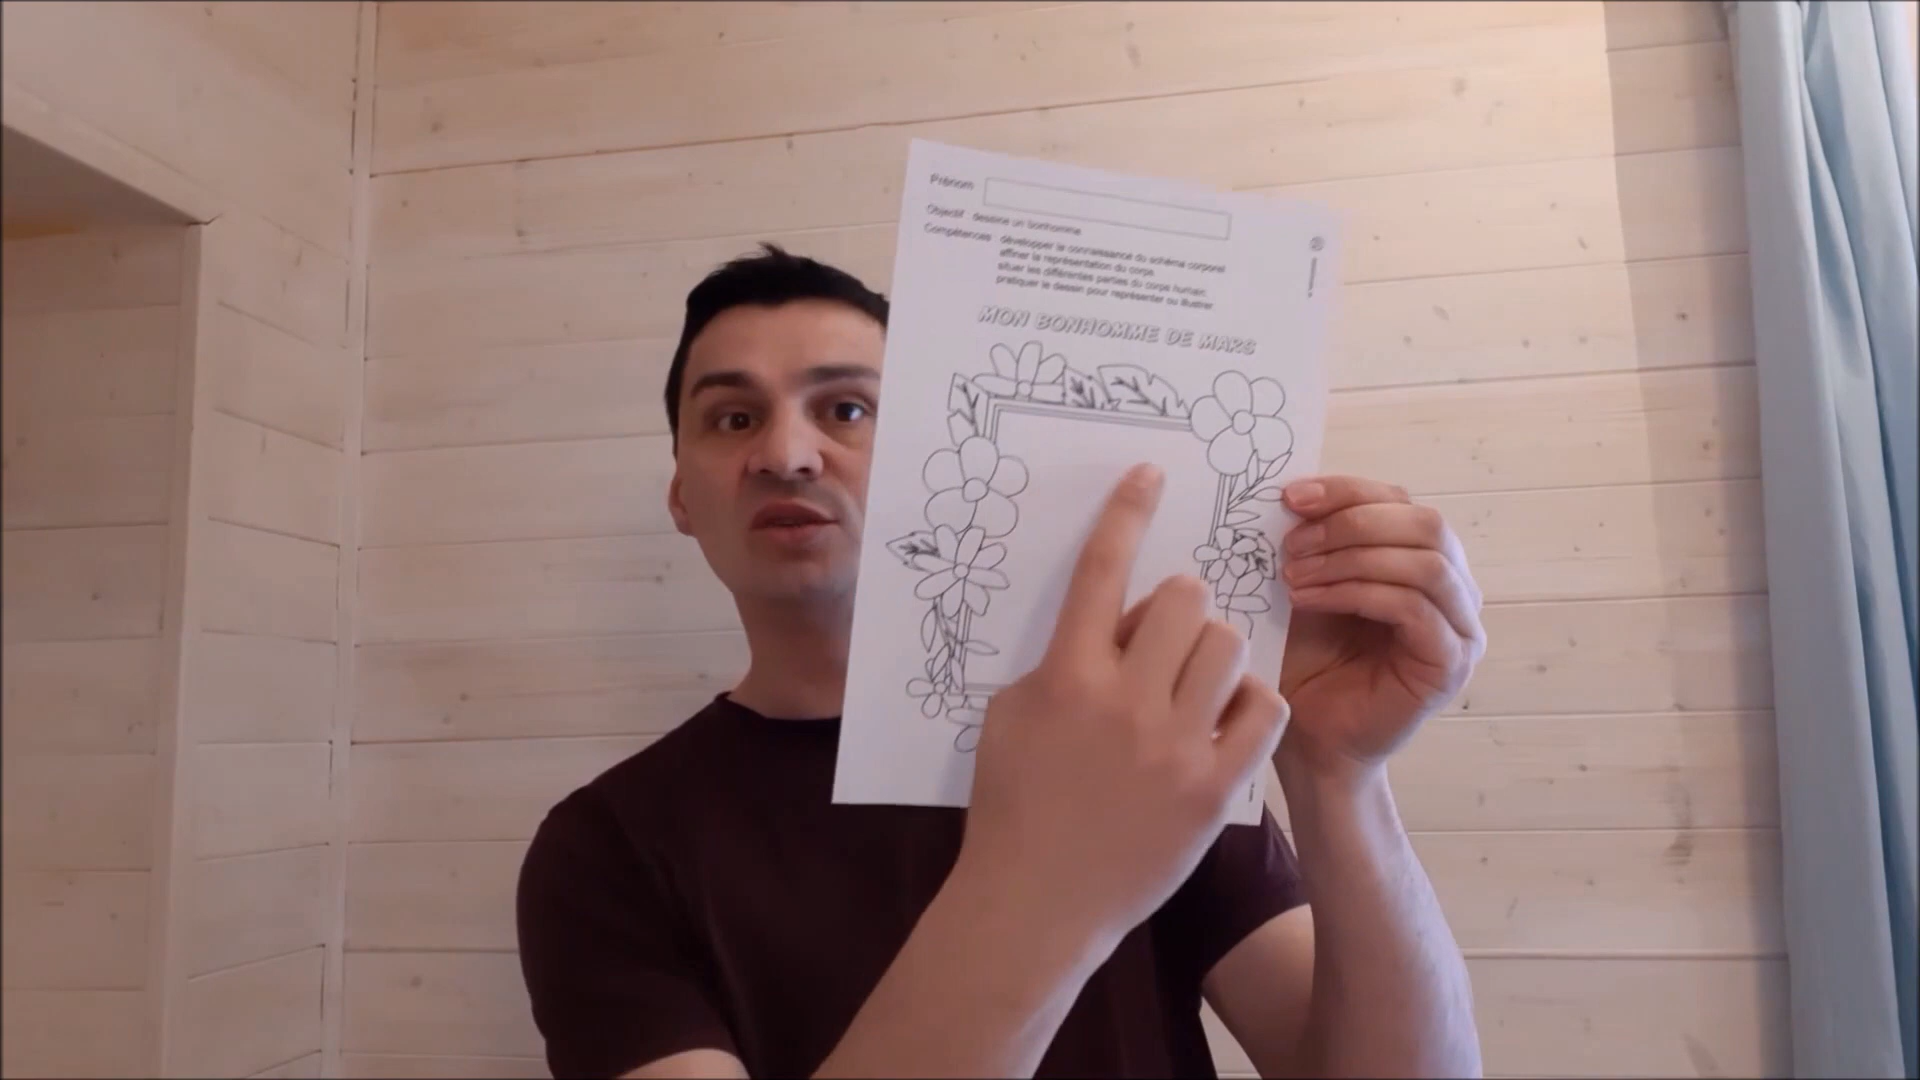 Prénom
Objectif : dessine un bonhomme
Compétences : développer la connaissance du schéma corporel
affiner la représentation du corps
situer les différentes parties du corps humain,
pratiquer le dessin pour représenter ou illustrer
MON BONHOMME DE MARS